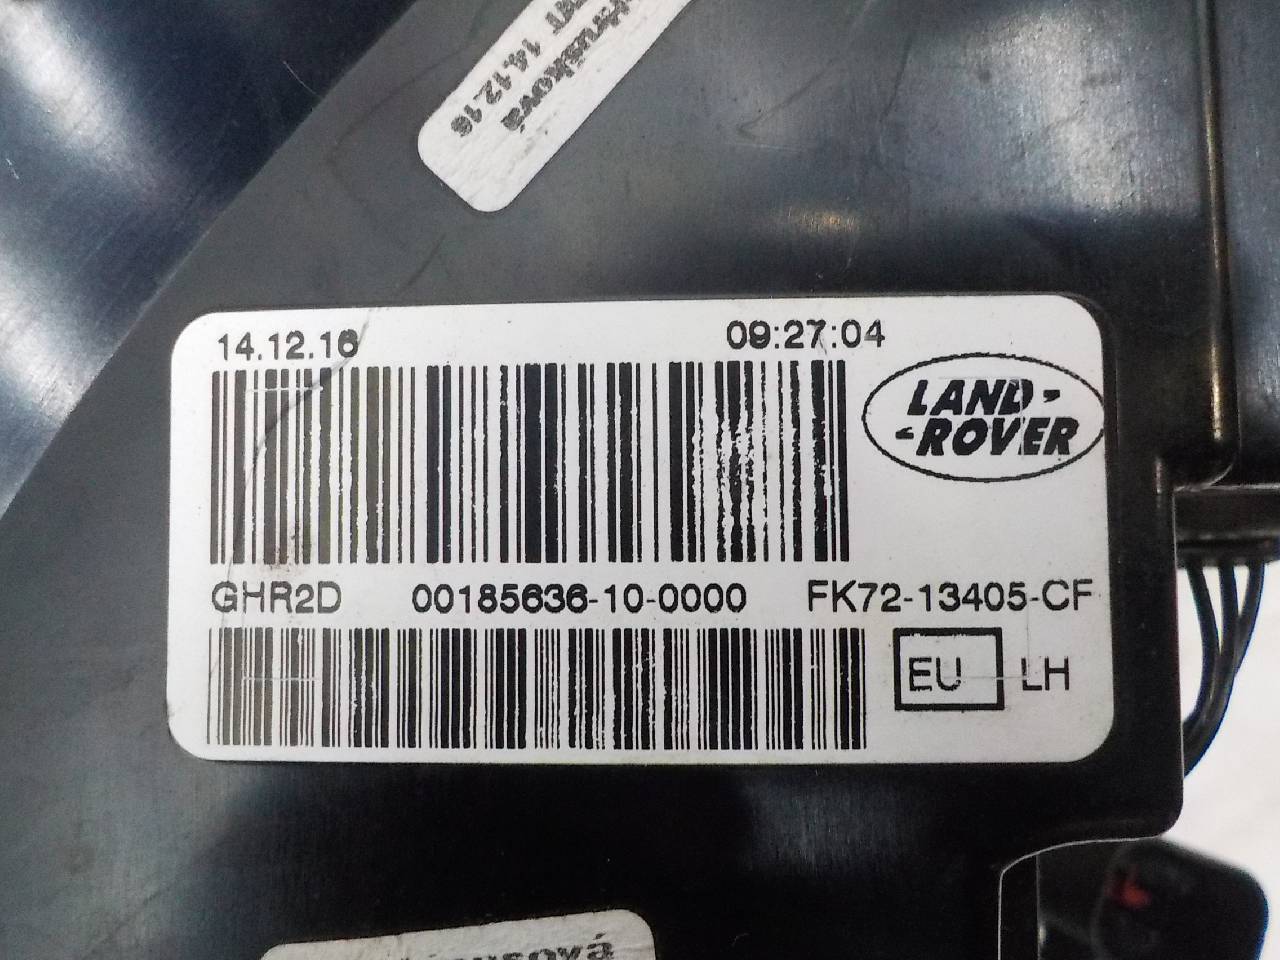 14.12.16
14.12.16 09:27:04
LAND-
-ROVER
GHR2D 00185636-10-0000 FK72-13405-CF
EU LH